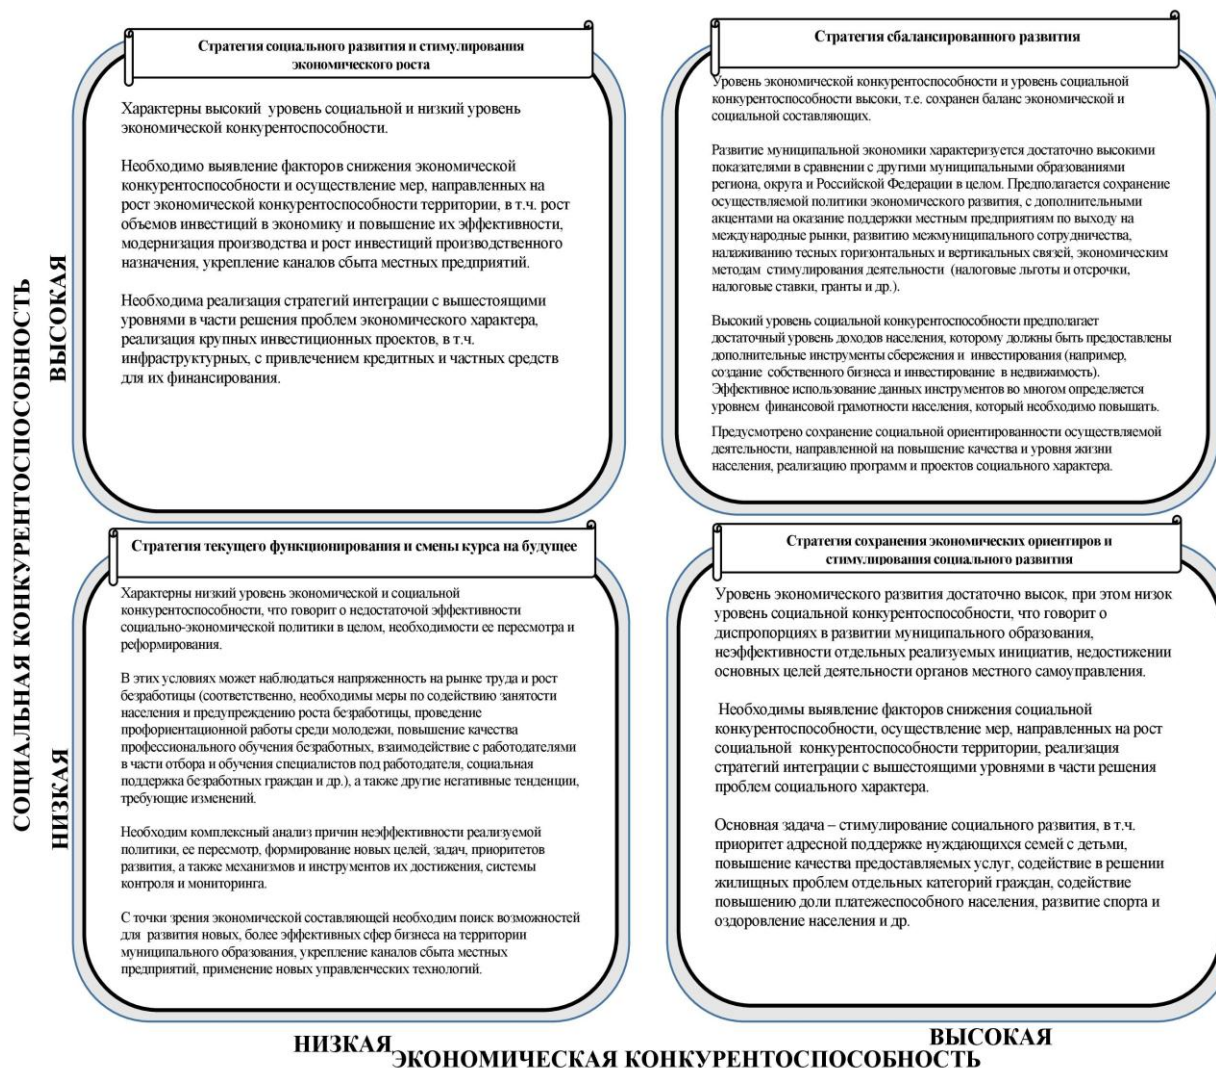 Стратегия социального развития и стимулирования
экономического роста
Характерны высокий уровень социальной и низкий уровень
экономической конкурентоспособности.
Необходимо выявление факторов снижения экономической
конкурентоспособности и осуществление мер, направленных на
рост экономической конкурентоспособности территории, в т.ч. рост
объемов инвестиций в экономику и повышение их эффективности,
модернизация производства и рост инвестиций производственного
назначения, укрепление каналов сбыта местных предприятий.
Необходима реализация стратегий интеграции с вышестоящими
уровнями в части решения проблем экономического характера,
реализация крупных инвестиционных проектов, в т.ч.
инфраструктурных, с привлечением кредитных и частных средств
для их финансирования.
Стратегия сбалансированного развития
Уровень экономической конкурентоспособности и уровень социальной
конкурентоспособности высоки, т.е. сохранен баланс экономической и
социальной составляющих.
Развитие муниципальной экономики характеризуется достаточно высокими
показателями в сравнении с другими муниципальными образованиями
региона, округа и Российской Федерации в целом. Предполагается сохранение
осуществляемой политики экономического развития, с дополнительными
акцентами на оказание поддержки местным предприятиям по выходу на
международные рынки, развитию межмуниципального сотрудничества,
налаживанию тесных горизонтальных и вертикальных связей, экономическим
методам стимулирования деятельности (налоговые льготы и отсрочки,
налоговые ставки, гранты и др.).
Высокий уровень социальной конкурентоспособности предполагает
достаточный уровень доходов населения, которому должны быть предоставлены
дополнительные инструменты сбережения и инвестирования (например,
создание собственного бизнеса и инвестирование в недвижимость).
Эффективное использование данных инструментов во многом определяется
уровнем финансовой грамотности населения, который необходимо повышать.
Предусмотрено сохранение социальной ориентированности осуществляемой
деятельности, направленной на повышение качества и уровня жизни
населения, реализацию программ и проектов социального характера.
Стратегия текущего функционирования и смены курса на будущее
Характерны низкий уровень экономической и социальной
конкурентоспособности, что говорит о недостаточной эффективности
социально-экономической политики в целом, необходимости ее пересмотра и
реформирования.
В этих условиях может наблюдаться напряженность на рынке труда и рост
безработицы (соответственно, необходимы меры по содействию занятости
населения и предупреждению роста безработицы, проведение
профориентационной работы среди молодежи, повышение качества
профессионального обучения безработных, взаимодействие с работодателями
в части отбора и обучения специалистов под работодателя, социальная
поддержка безработных граждан и др.), а также другие негативные тенденции,
требующие изменений.
Необходим комплексный анализ причин неэффективности реализуемой
политики, ее пересмотр, формирование новых целей, задач, приоритетов
развития, а также механизмов и инструментов их достижения, системы
контроля и мониторинга.
С точки зрения экономической составляющей необходим поиск возможностей
для развития новых, более эффективных сфер бизнеса на территории
муниципального образования, укрепление каналов сбыта местных
предприятий, применение новых управленческих технологий.
Стратегия сохранения экономических ориентиров и
стимулирования социального развития
Уровень экономического развития достаточно высок, при этом низок
уровень социальной конкурентоспособности, что говорит о
диспропорциях в развитии муниципального образования,
неэффективности отдельных реализуемых инициатив, недостижении
основных целей деятельности органов местного самоуправления.
Необходимы выявление факторов снижения социальной
конкурентоспособности, осуществление мер, направленных на рост
социальной конкурентоспособности территории, реализация
стратегий интеграции с вышестоящими уровнями в части решения
проблем социального характера.
Основная задача – стимулирование социального развития, в т.ч.
приоритет адресной поддержке нуждающихся семей с детьми,
повышение качества предоставляемых услуг, содействие в решении
жилищных проблем отдельных категорий граждан, содействие
повышению доли платежеспособного населения, развитие спорта и
оздоровление населения и др.
СОЦИАЛЬНАЯ КОНКУРЕНТОСПОСОБНОСТЬ
ВЫСОКАЯ
НИЗКАЯ
НИЗКАЯ
ВЫСОКАЯ
ЭКОНОМИЧЕСКАЯ КОНКУРЕНТОСПОСОБНОСТЬ